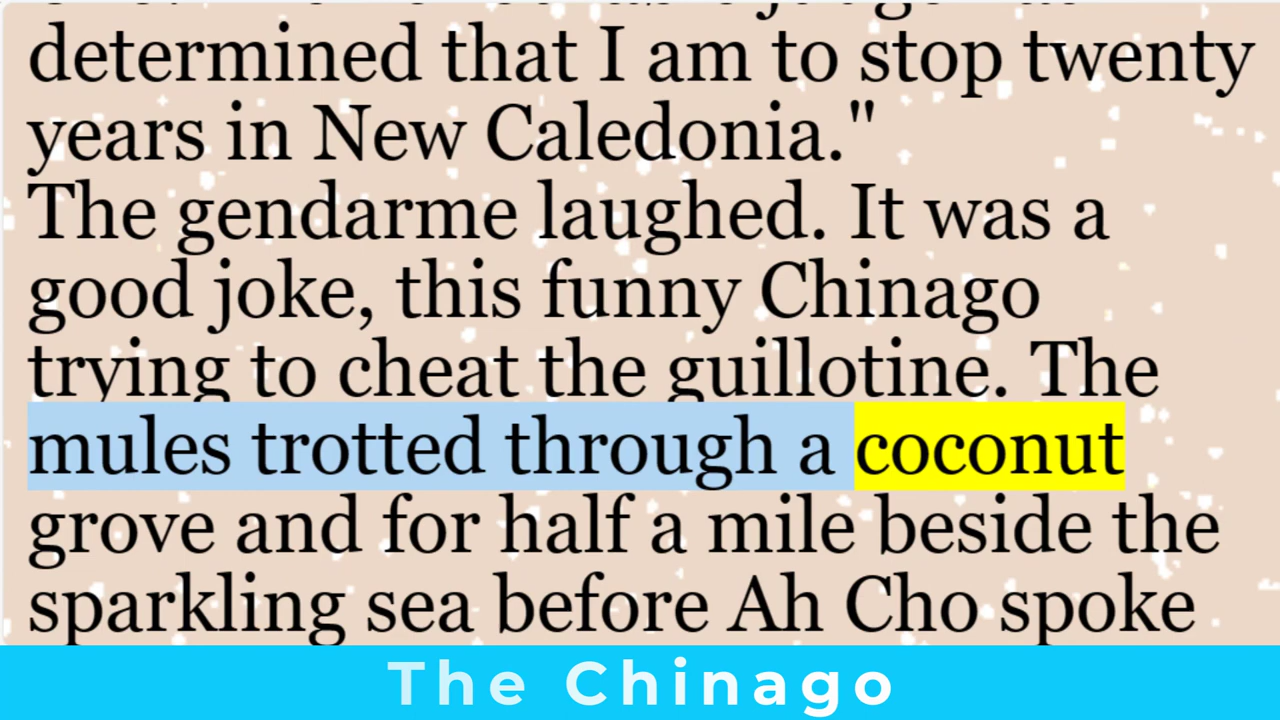 determined that I am to stop twenty
years in New Caledonia."
The gendarme laughed. It was a
good joke, this funny Chinago
trying to cheat the guillotine. The
mules trotted through a coconut
grove and for half a mile beside the
sparkling sea before Ah Cho spoke
The Chinago